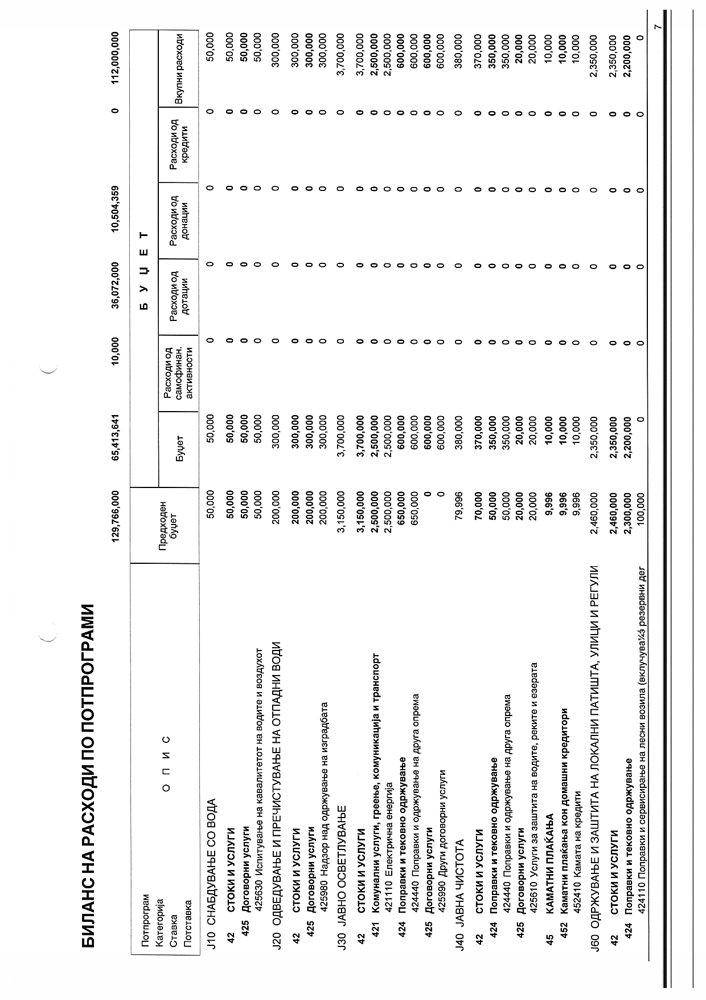 БИЛАНС НА РАСХОДИ ПО ПОТПРОГРАМИ
129,766,000 65,413,641 10,000 36,072,000 10,504,359 0 112,000,000
Потпрограм
Категорија
Ставка
Потставка
О П И С
Предходен буџет
Б У Џ Е Т
Буџет
Расходи од самофинан. активности
Расходи од дотации
Расходи од донации
Расходи од кредити
Вкупни расходи
Ј10 СНАБДУВАЊЕ СО ВОДА 50,000 50,000 0 0 0 0 50,000
42 СТОКИ И УСЛУГИ 50,000 50,000 0 0 0 0 50,000
425 Договорни услуги 50,000 50,000 0 0 0 0 50,000
425630 Испитување на кавалитетот на водите и воздухот 50,000 50,000 0 0 0 0 50,000
Ј20 ОДВЕДУВАЊЕ И ПРЕЧИСТУВАЊЕ НА ОТПАДНИ ВОДИ 200,000 300,000 0 0 0 0 300,000
42 СТОКИ И УСЛУГИ 200,000 300,000 0 0 0 0 300,000
425 Договорни услуги 200,000 300,000 0 0 0 0 300,000
425980 Надзор над одржување на изградбата 200,000 300,000 0 0 0 0 300,000
Ј30 ЈАВНО ОСВЕТЛУВАЊЕ 3,150,000 3,700,000 0 0 0 0 3,700,000
42 СТОКИ И УСЛУГИ 3,150,000 3,700,000 0 0 0 0 3,700,000
421 Комунални услуги, греење, комуникација и транспорт 2,500,000 2,500,000 0 0 0 0 2,500,000
421110 Електрична енергија 2,500,000 2,500,000 0 0 0 0 2,500,000
424 Поправки и тековно одржување 650,000 600,000 0 0 0 0 600,000
424440 Поправки и одржување на друга опрема 650,000 600,000 0 0 0 0 600,000
425 Договорни услуги 0 600,000 0 0 0 0 600,000
425990 Други договорни услуги 0 600,000 0 0 0 0 600,000
Ј40 ЈАВНА ЧИСТОТА 79,996 380,000 0 0 0 0 380,000
42 СТОКИ И УСЛУГИ 70,000 370,000 0 0 0 0 370,000
424 Поправки и тековно одржување 50,000 350,000 0 0 0 0 350,000
424440 Поправки и одржување на друга опрема 50,000 350,000 0 0 0 0 350,000
425 Договорни услуги 20,000 20,000 0 0 0 0 20,000
425610 Услуги за заштита на водите, реките и езерата 20,000 20,000 0 0 0 0 20,000
45 КАМАТНИ ПЛАЌАЊА 9,996 10,000 0 0 0 0 10,000
452 Каматни плаќања кон домашни кредитори 9,996 10,000 0 0 0 0 10,000
452410 Камата на кредити 9,996 10,000 0 0 0 0 10,000
Ј60 ОДРЖУВАЊЕ И ЗАШТИТА НА ЛОКАЛНИ ПАТИШТА, УЛИЦИ И РЕГУЛИ 2,460,000 2,350,000 0 0 0 0 2,350,000
42 СТОКИ И УСЛУГИ 2,460,000 2,350,000 0 0 0 0 2,350,000
424 Поправки и тековно одржување 2,300,000 2,200,000 0 0 0 0 2,200,000
424110 Поправки и сервисирање на лесни возила (вклучува¼ӭ резервни дел 100,000 0 0 0 0 0 0
7